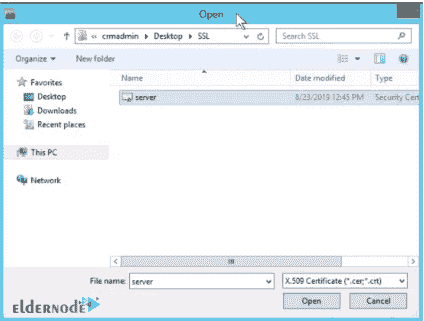 Open
« crmadmin ▸ Desktop ▸ SSL
Search SSL
Organize
New folder
Name
Date modified
Type
Favorites
Desktop
Downloads
Recent places
This PC
Network
server
8/23/2019 12:45 PM
Security Cert
File name:
server
X.509 Certificate (*.cer;*.crt)
Open
Cancel
ELDERNODE